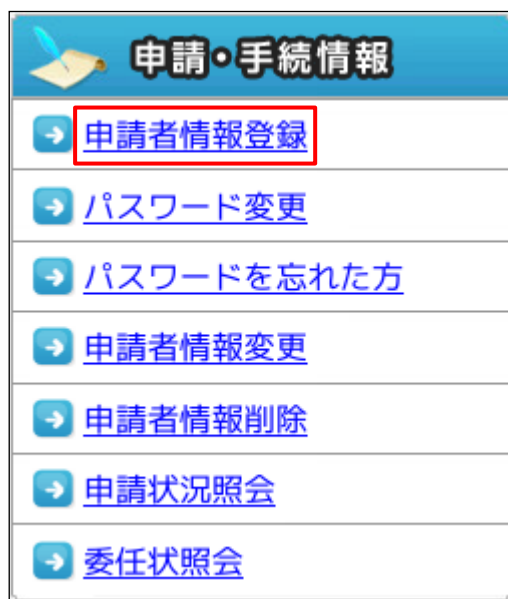 申請・手続情報
申請者情報登録
パスワード変更
パスワードを忘れた方
申請者情報変更
申請者情報削除
申請状況照会
委任状照会